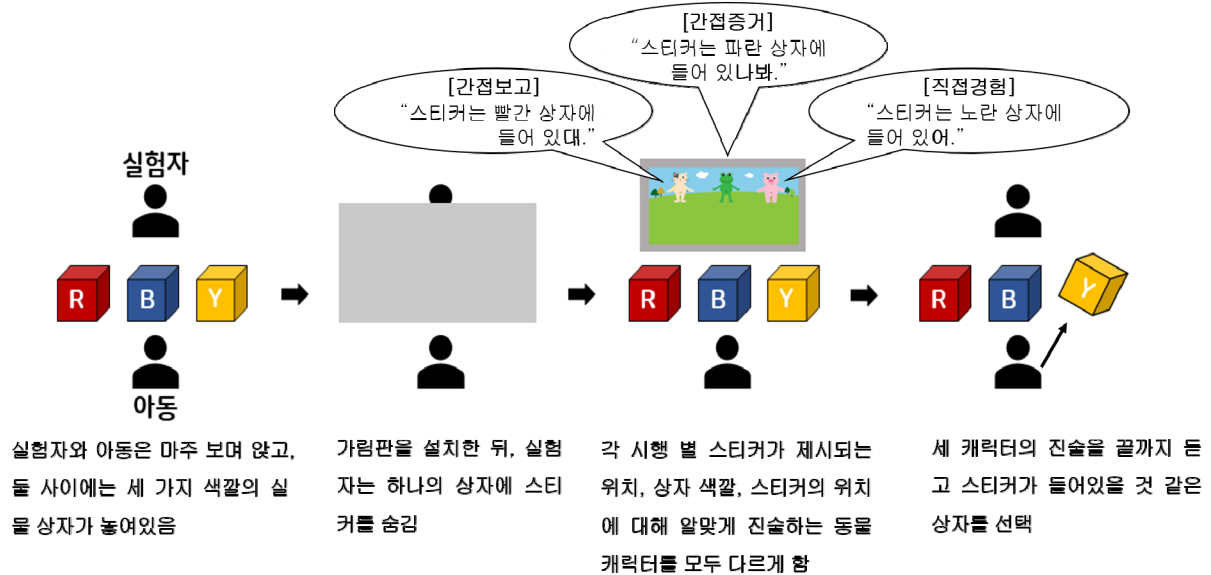 [간접증거]
“스티커는 파란 상자에
들어 있나봐.”
[간접보고]
“스티커는 빨간 상자에
들어 있대.”
[직접경험]
“스티커는 노란 상자에
들어 있어.”
실험자
R B Y
R B Y
R B Y
아동
실험자와 아동은 마주 보며 앉고,
둘 사이에는 세 가지 색깔의 실
물 상자가 놓여있음
가림판을 설치한 뒤, 실험
자는 하나의 상자에 스티
커를 숨김
각 시행 별 스티커가 제시되는
위치, 상자 색깔, 스티커의 위치
에 대해 알맞게 진술하는 동물
캐릭터를 모두 다르게 함
세 캐릭터의 진술을 끝까지 듣
고 스티커가 들어있을 것 같은
상자를 선택